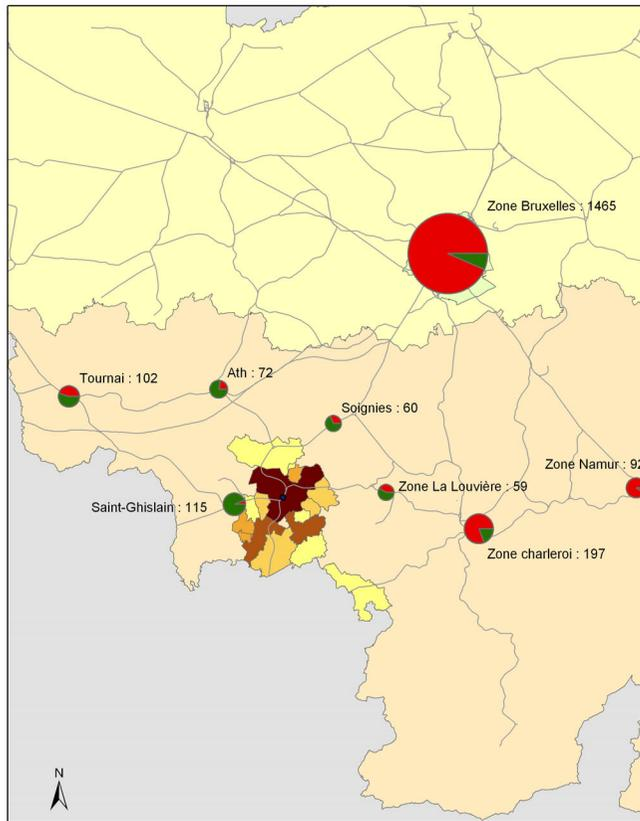 Zone Bruxelles : 1465
Tournai : 102
Ath : 72
Soignies : 60
Zone Namur : 92
Zone La Louvière : 59
Saint-Ghislain : 115
Zone charleroi : 197
N